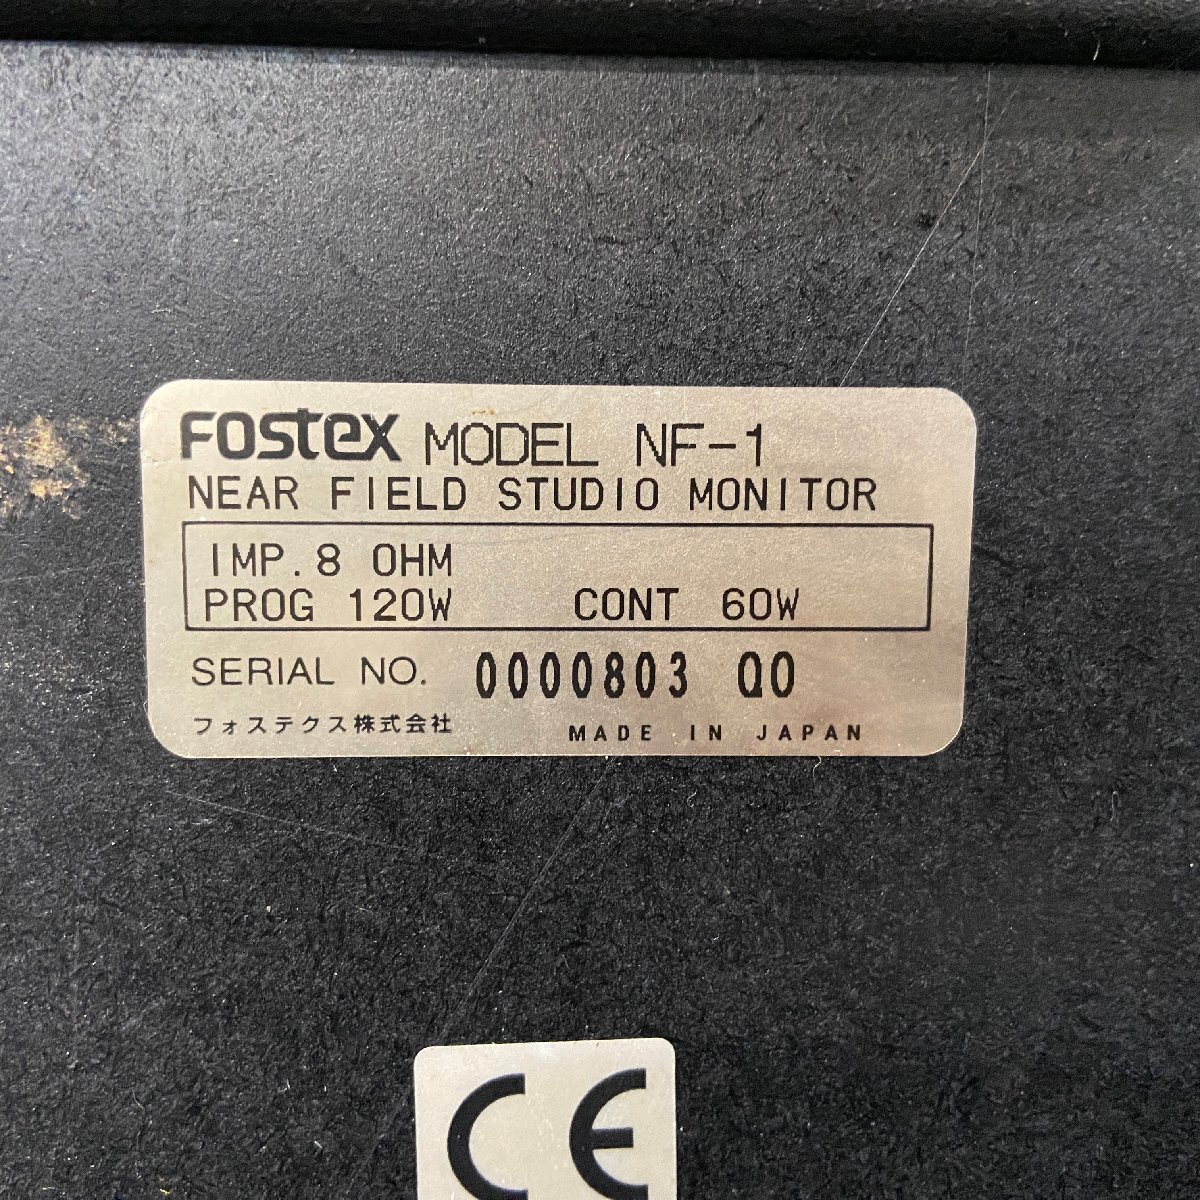 FOSTEX MODEL NF-1
NEAR FIELD STUDIO MONITOR
IMP. 8 OHM
PROG 120W CONT 60W
SERIAL NO. 0000803 Q0
フォステクス株式会社 MADE IN JAPAN
CE